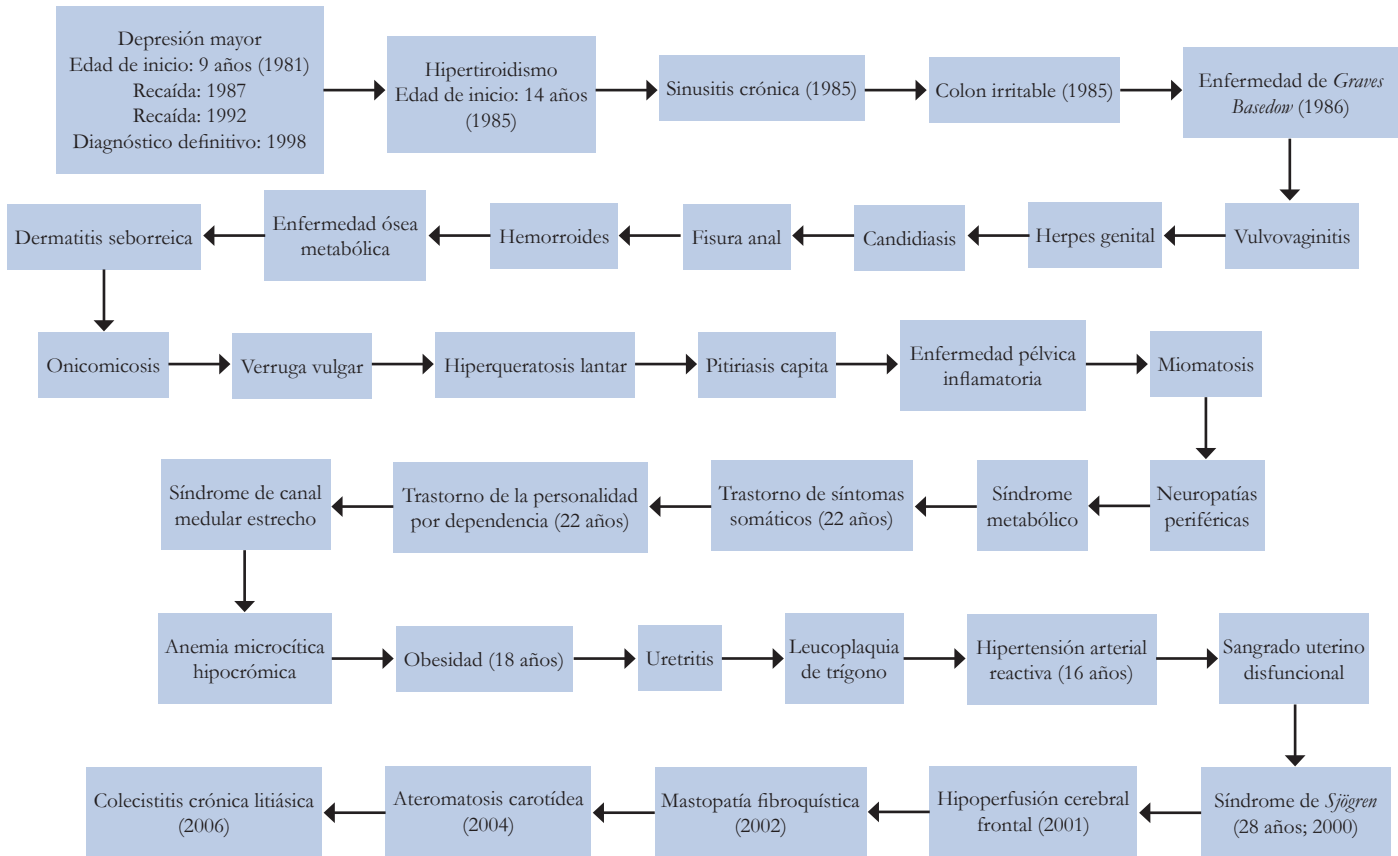 Depresión mayor
Edad de inicio: 9 años (1981)
Recaída: 1987
Recaída: 1992
Diagnóstico definitivo: 1998
Hipertiroidismo
Edad de inicio: 14 años
(1985)
Sinusitis crónica (1985)
Colon irritable (1985)
Enfermedad de Graves
Basedow (1986)
Vulvovaginitis
Herpes genital
Candidiasis
Fisura anal
Hemorroides
Enfermedad ósea
metabólica
Dermatitis seborreica
Onicomicosis
Verruga vulgar
Hiperqueratosis lantar
Pitiriasis capita
Enfermedad pélvica
inflamatoria
Miomatosis
Neuropatías
periféricas
Síndrome
metabólico
Trastorno de síntomas
somáticos (22 años)
Trastorno de la personalidad
por dependencia (22 años)
Síndrome de canal
medular estrecho
Anemia microcítica
hipocrómica
Obesidad (18 años)
Uretritis
Leucoplaquia
de trígono
Hipertensión arterial
reactiva (16 años)
Sangrado uterino
disfuncional
Síndrome de Sjögren
(28 años; 2000)
Hipoperfusión cerebral
frontal (2001)
Mastopatía fibroquística
(2002)
Ateromatosis carotídea
(2004)
Colecistitis crónica litiásica
(2006)